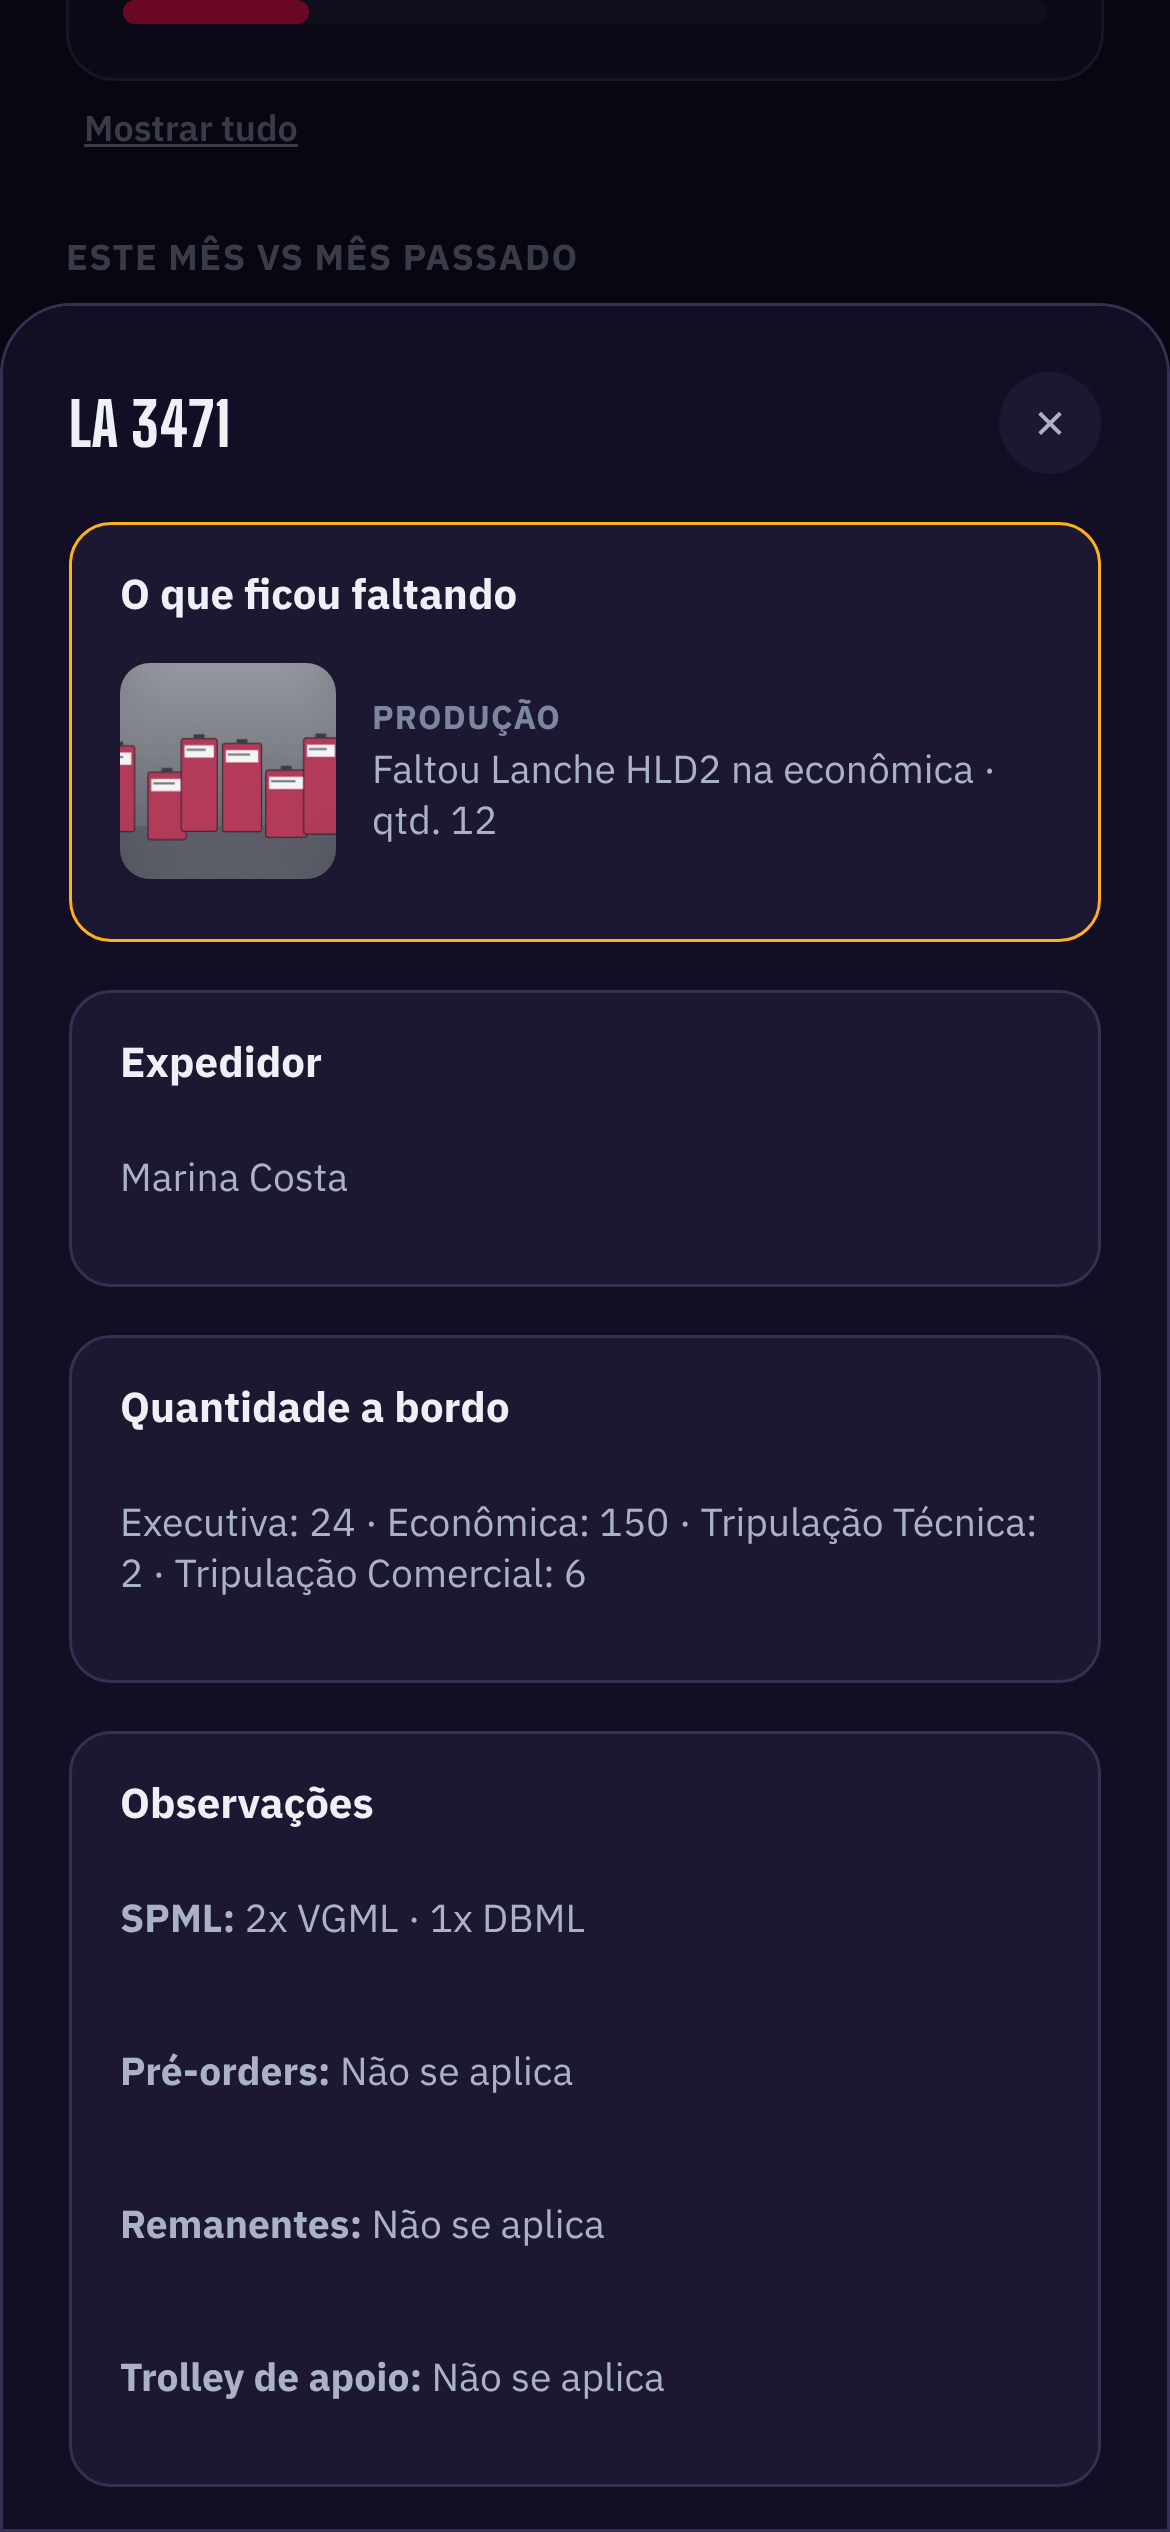 Mostrar tudo
ESTE MÊS VS MÊS PASSADO
LA 3471
×
O que ficou faltando
PRODUÇÃO
Faltou Lanche HLD2 na econômica ·
qtd. 12
Expedidor
Marina Costa
Quantidade a bordo
Executiva: 24 · Econômica: 150 · Tripulação Técnica:
2 · Tripulação Comercial: 6
Observações
SPML: 2x VGML · 1x DBML
Pré-orders: Não se aplica
Remanentes: Não se aplica
Trolley de apoio: Não se aplica